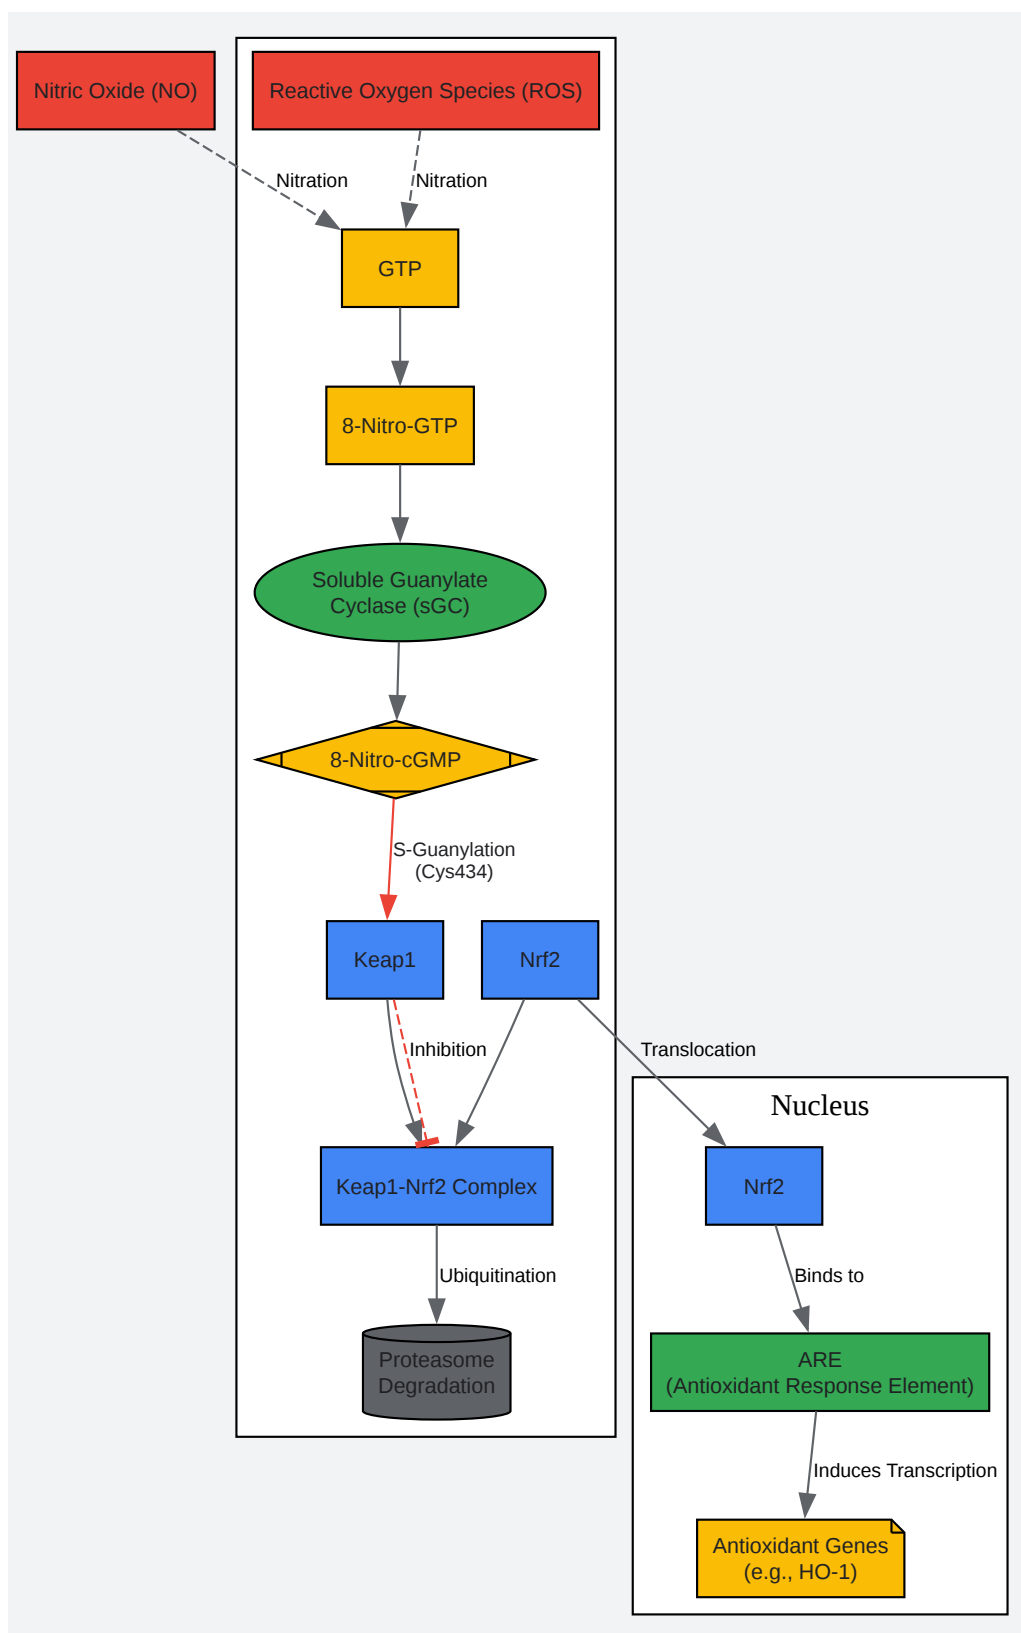 Nitric Oxide (NO)
Reactive Oxygen Species (ROS)
Nitration
Nitration
GTP
8-Nitro-GTP
Soluble Guanylate
Cyclase (sGC)
8-Nitro-cGMP
S-Guanylation
(Cys434)
Keap1
Nrf2
Inhibition
Translocation
Nucleus
Keap1-Nrf2 Complex
Nrf2
Ubiquitination
Binds to
Proteasome
Degradation
ARE
(Antioxidant Response Element)
Induces Transcription
Antioxidant Genes
(e.g., HO-1)